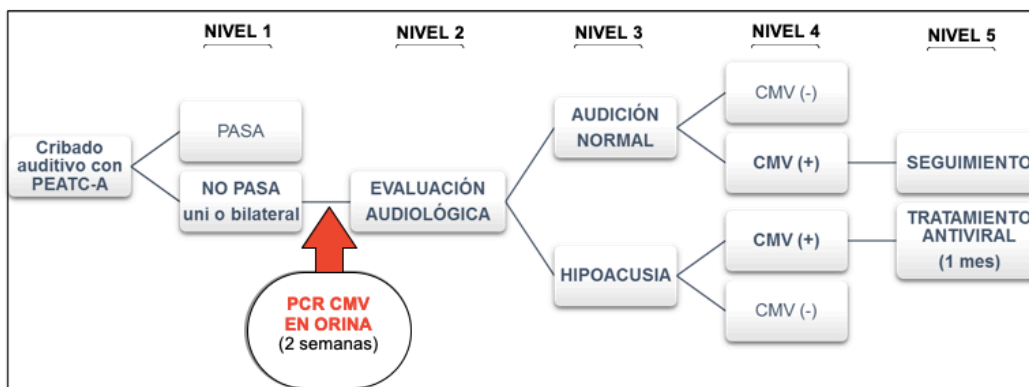 NIVEL 1
NIVEL 2
NIVEL 3
NIVEL 4
NIVEL 5
Cribado
auditivo con
PEATC-A
PASA
NO PASA
uni o bilateral
PCR CMV
EN ORINA
(2 semanas)
EVALUACIÓN
AUDIOLÓGICA
AUDICIÓN
NORMAL
HIPOACUSIA
CMV (-)
CMV (+)
CMV (+)
CMV (-)
SEGUIMIENTO
TRATAMIENTO
ANTIVIRAL
(1 mes)